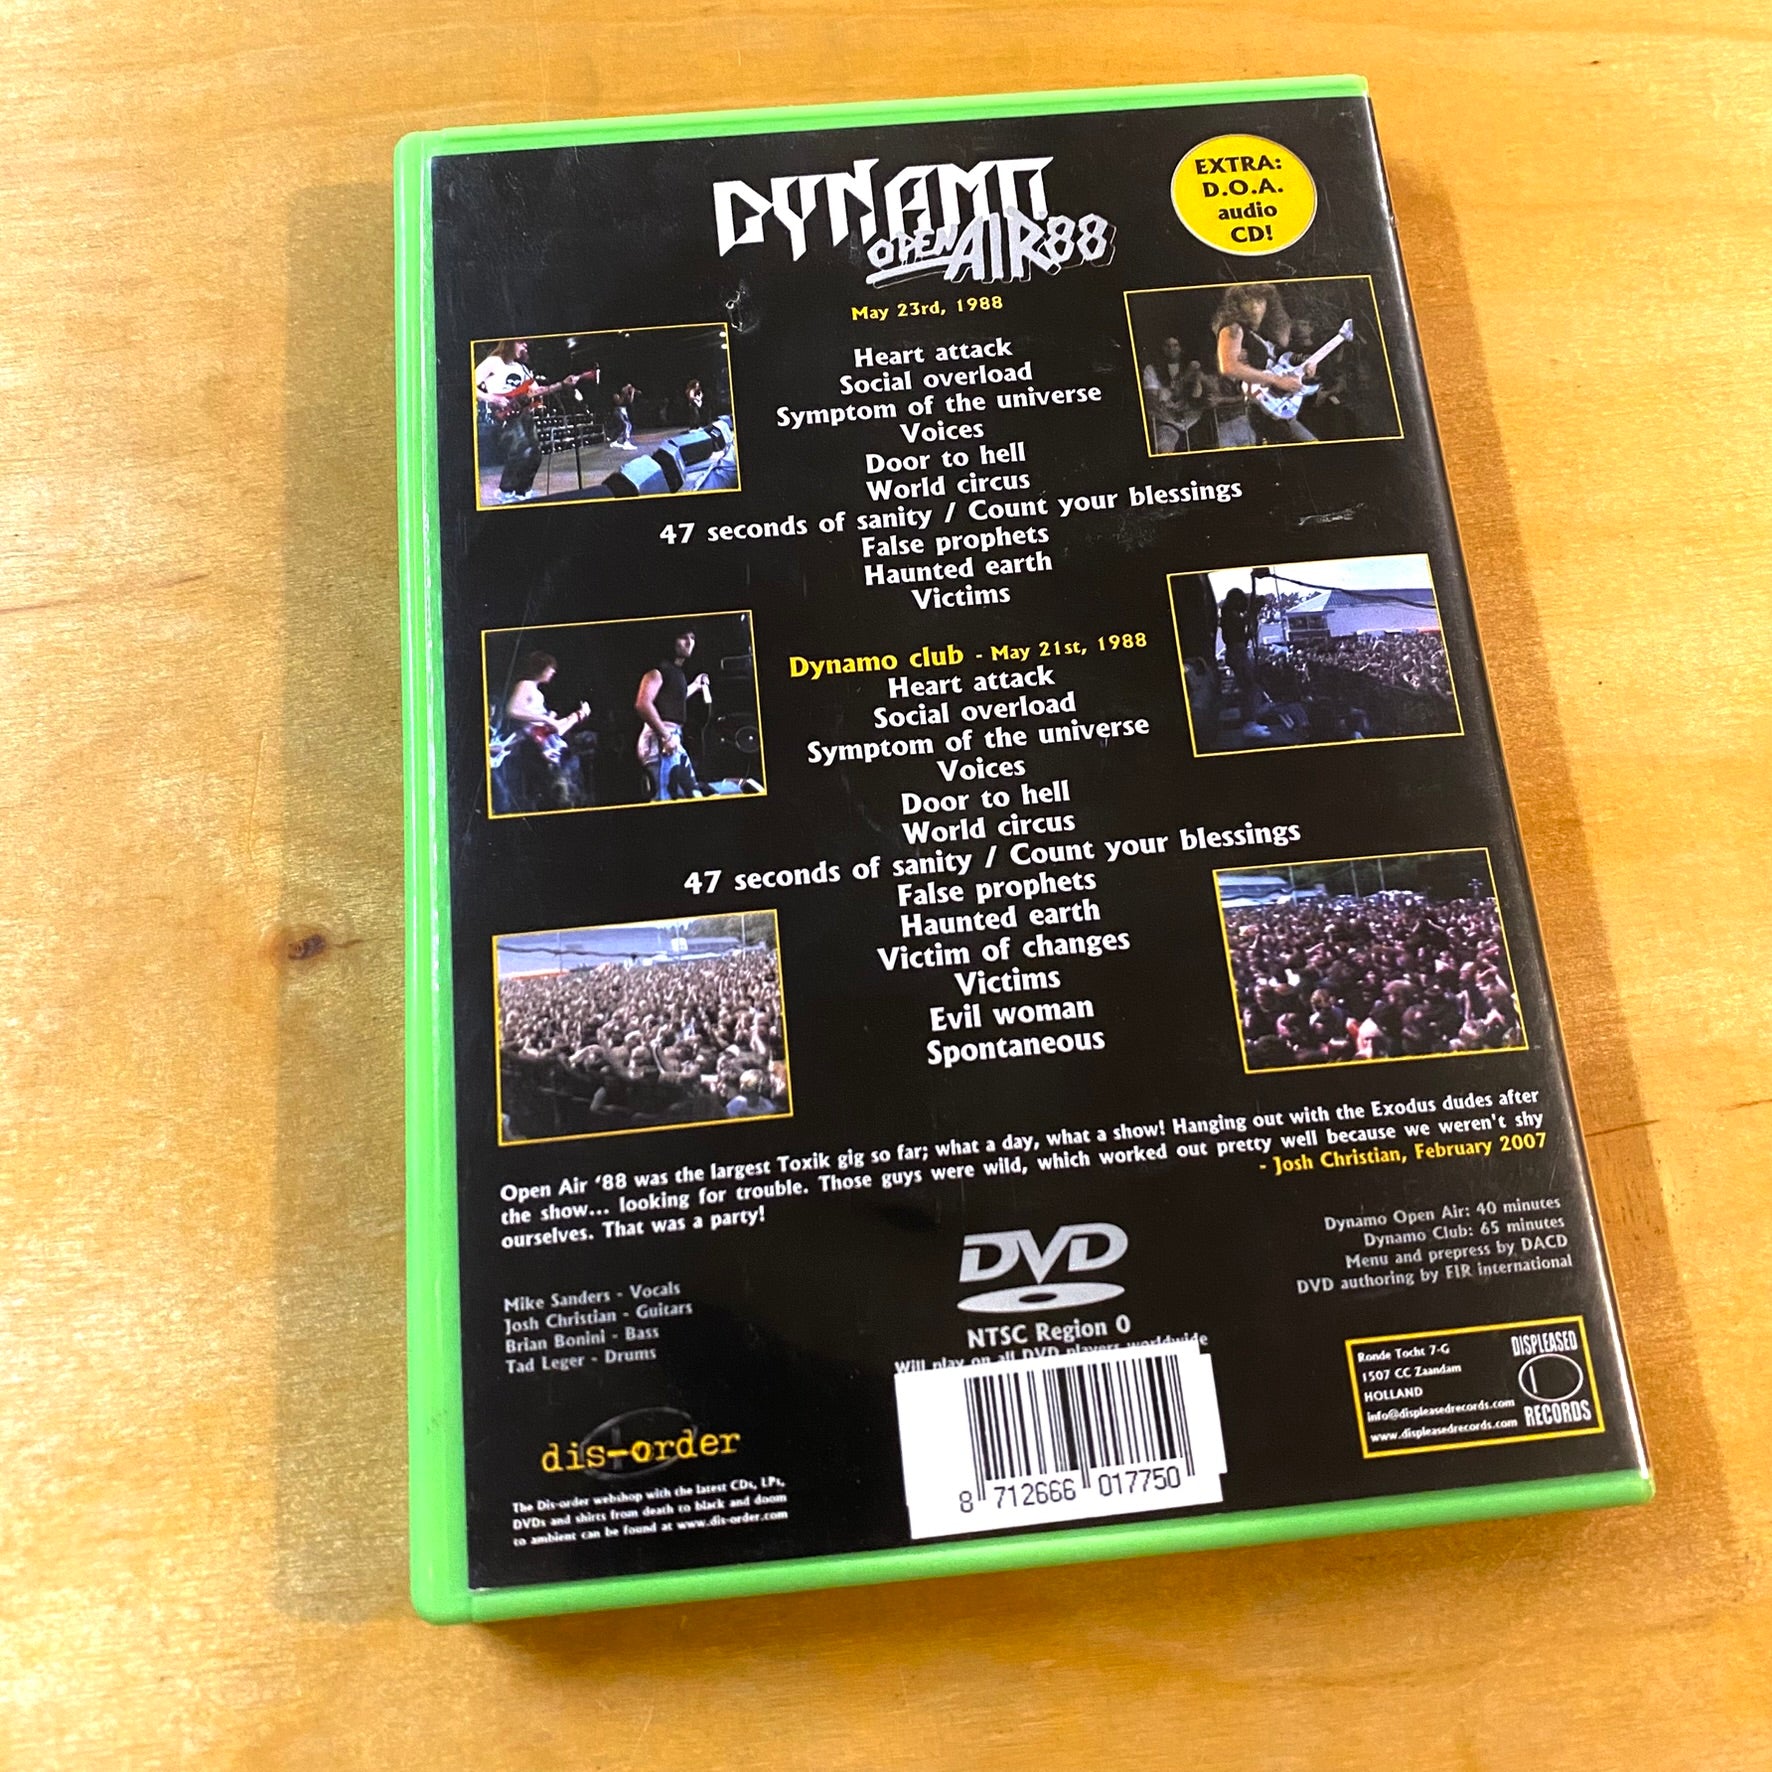 DYNAMO
OPEN AIR 88
EXTRA:
D.O.A.
audio
CD!
May 23rd, 1988
Heart attack
Social overload
Symptom of the universe
Voices
Door to hell
World circus
47 seconds of sanity / Count your blessings
False prophets
Haunted earth
Victims
Dynamo club - May 21st, 1988
Heart attack
Social overload
Symptom of the universe
Voices
Door to hell
World circus
47 seconds of sanity / Count your blessings
False prophets
Haunted earth
Victim of changes
Victims
Evil woman
Spontaneous
Open Air '88 was the largest Toxik gig so far; what a day, what a show! Hanging out with the Exodus dudes after
the show... looking for trouble. Those guys were wild, which worked out pretty well because we weren't shy
ourselves. That was a party!
- Josh Christian, February 2007
Dynamo Open Air: 40 minutes
Dynamo Club: 65 minutes
Menu and prepress by DACD
DVD authoring by EIR international
Mike Sanders - Vocals
Josh Christian - Guitars
Brian Bonini - Bass
Tad Leger - Drums
DVD
NTSC Region 0
Will play on all DVD players worldwide
8 712666 017750
dis-order
The Dis-order webshop with the latest CDs, LPs,
DVDs and shirts from death to black and doom
to ambient can be found at www.dis-order.com
Ronde Tocht 7-G
1507 CC Zaandam
HOLLAND
info@displeasedrecords.com
www.displeasedrecords.com
DISPLEASED
RECORDS